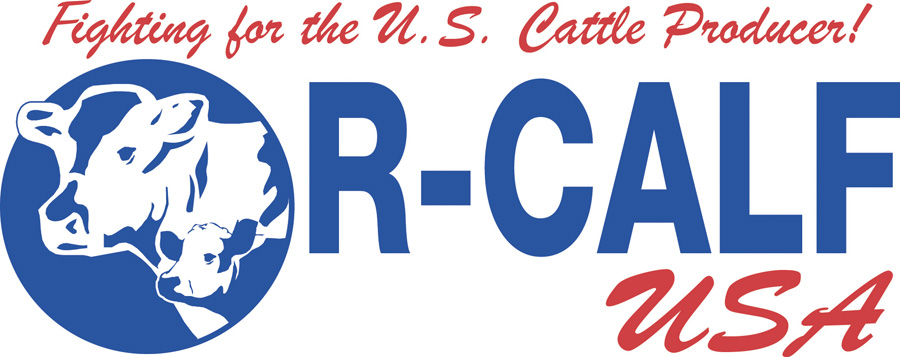 Fighting for the U.S. Cattle Producer!
R-CALF
USA